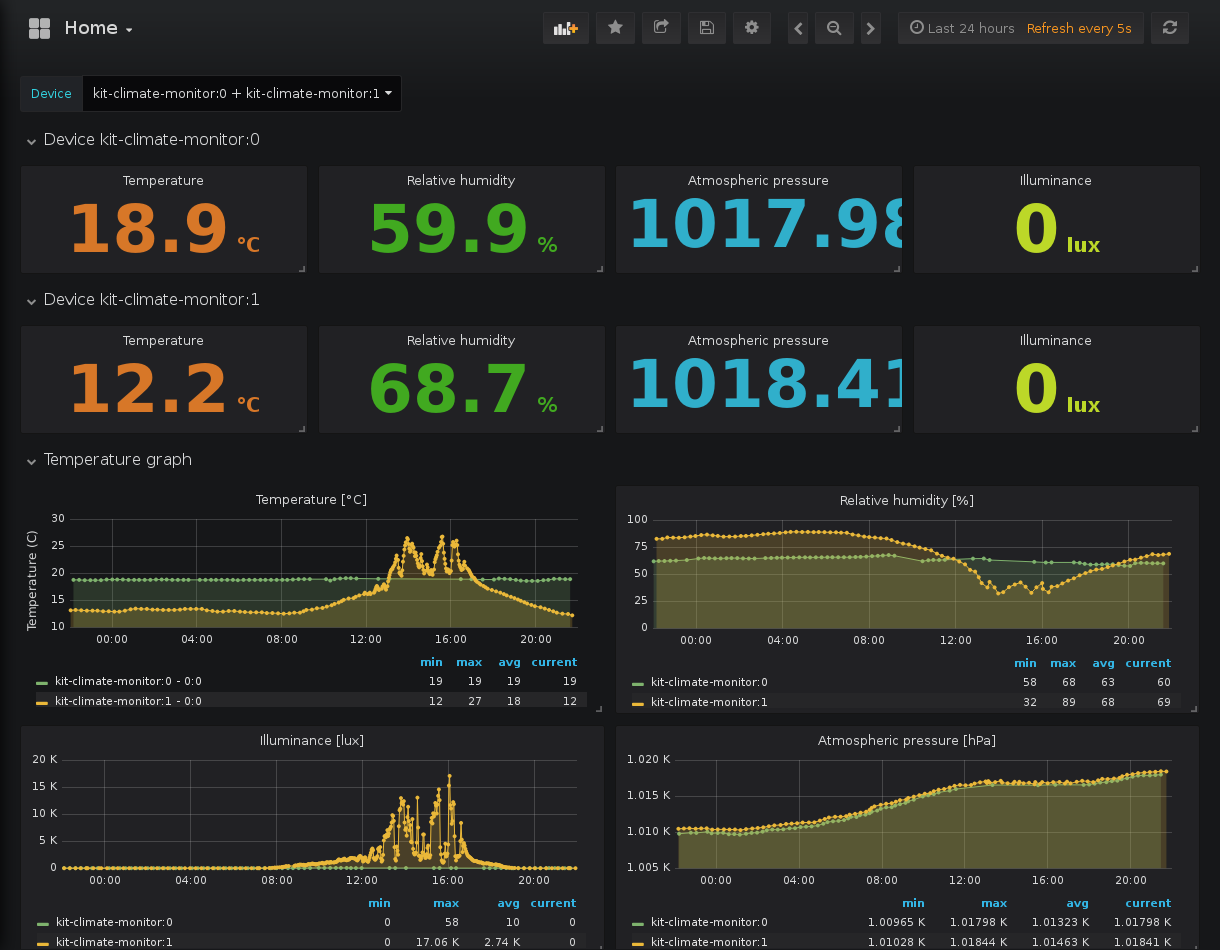 Home
Last 24 hours Refresh every 5s
Device kit-climate-monitor:0 + kit-climate-monitor:1
Device kit-climate-monitor:0
Temperature Relative humidity Atmospheric pressure Illuminance
18.9 °C 59.9 % 1017.98 0 lux
Device kit-climate-monitor:1
Temperature Relative humidity Atmospheric pressure Illuminance
12.2 °C 68.7 % 1018.41 0 lux
Temperature graph
Temperature [°C]
Temperature (C)
30
25
20
15
10
00:00 04:00 08:00 12:00 16:00 20:00
min max avg current
kit-climate-monitor:0 - 0:0 19 19 19 19
kit-climate-monitor:1 - 0:0 12 27 18 12
Relative humidity [%]
100
75
50
25
0
00:00 04:00 08:00 12:00 16:00 20:00
min max avg current
kit-climate-monitor:0 58 68 63 60
kit-climate-monitor:1 32 89 68 69
Illuminance [lux]
20 K
15 K
10 K
5 K
0
00:00 04:00 08:00 12:00 16:00 20:00
min max avg current
kit-climate-monitor:0 0 58 10 0
kit-climate-monitor:1 0 17.06 K 2.74 K 0
Atmospheric pressure [hPa]
1.020 K
1.015 K
1.010 K
1.005 K
00:00 04:00 08:00 12:00 16:00 20:00
min max avg current
kit-climate-monitor:0 1.00965 K 1.01798 K 1.01323 K 1.01798 K
kit-climate-monitor:1 1.01028 K 1.01844 K 1.01463 K 1.01841 K